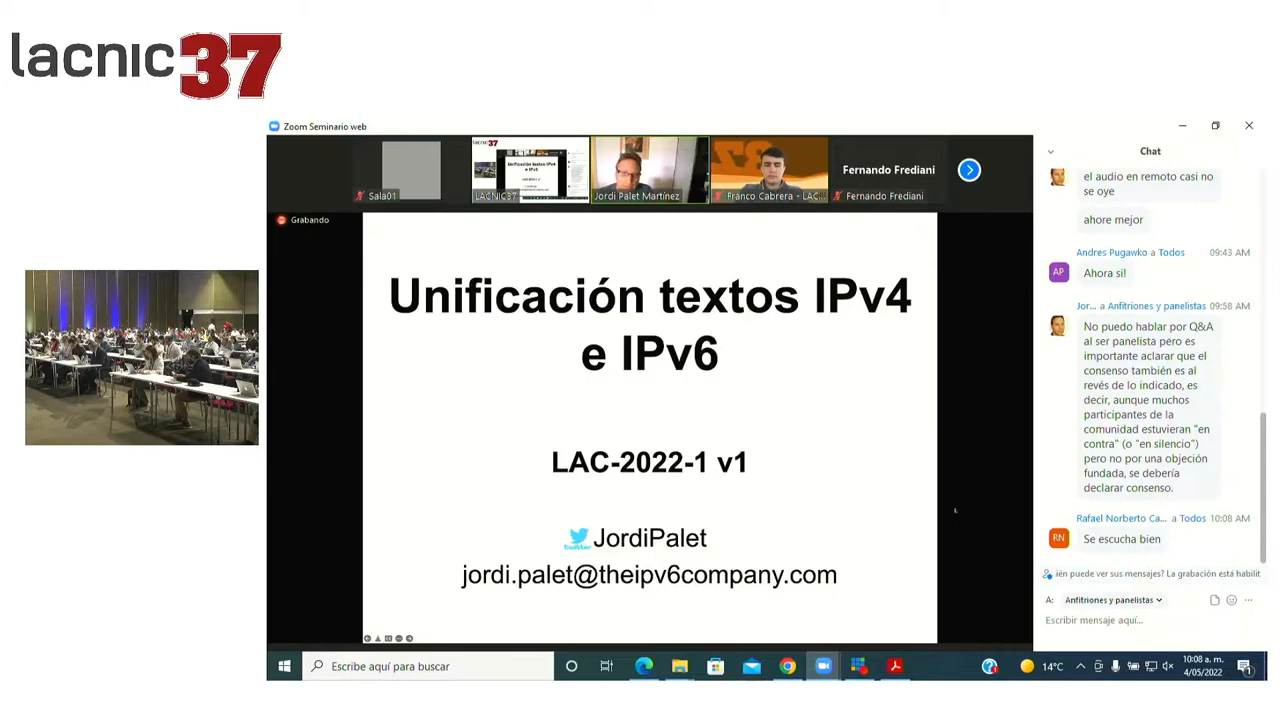 lacnic37
Zoom Seminario web
Chat
lacnic37
Unificación textos IPv4
e IPv6
Fernando Frediani
Sala01
LACNIC37
Jordi Palet Martínez
Franco Cabrera - LAC...
Fernando Frediani
Grabando
Unificación textos IPv4
e IPv6
LAC-2022-1 v1
JordiPalet
jordi.palet@theipv6company.com
el audio en remoto casi no
se oye
ahore mejor
Andres Pugawko a Todos 09:43 AM
AP
Ahora si!
Jor... a Anfitriones y panelistas 09:58 AM
No puedo hablar por Q&A
al ser panelista pero es
importante aclarar que el
consenso también es al
revés de lo indicado, es
decir, aunque muchos
participantes de la
comunidad estuvieran "en
contra" (o "en silencio")
pero no por una objeción
fundada, se debería
declarar consenso.
Rafael Norberto Ca... a Todos 10:08 AM
RN
Se escucha bien
ién puede ver sus mensajes? La grabación está habilit
A: Anfitriones y panelistas
Escribir mensaje aquí...
Escribe aquí para buscar
14°C
10:08 a. m.
4/05/2022
1